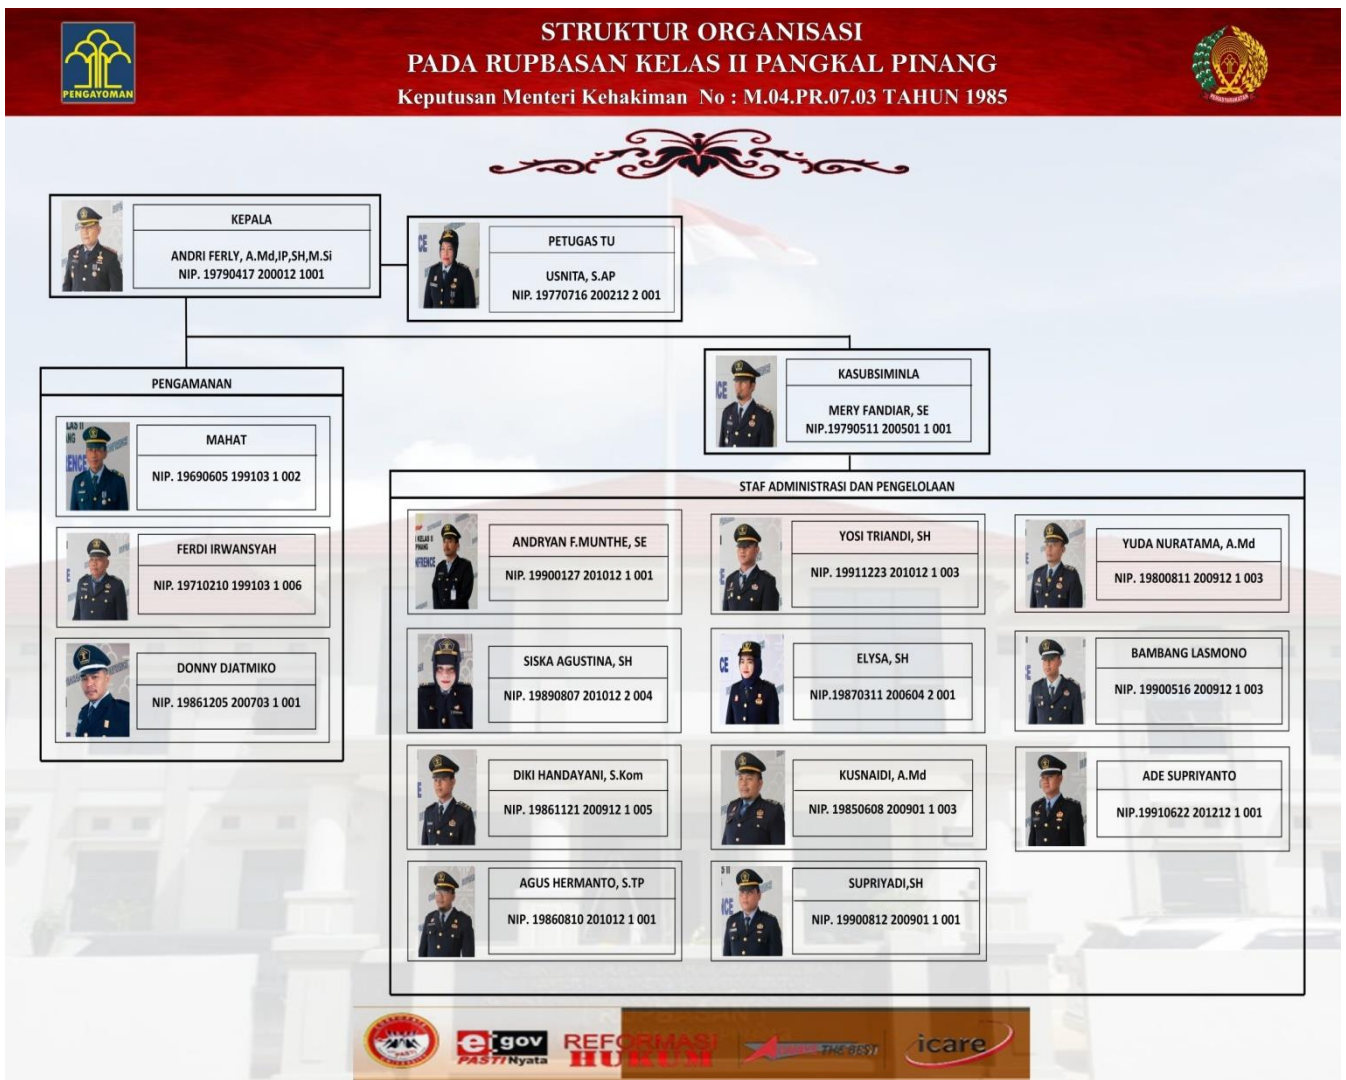 STRUKTUR ORGANISASI
PADA RUPBASAN KELAS II PANGKAL PINANG
Keputusan Menteri Kehakiman No : M.04.PR.07.03 TAHUN 1985
PENGAYOMAN
PEMASYARAKATAN
KEPALA
ANDRI FERLY, A.Md,IP,SH,M.Si
NIP. 19790417 200012 1001
PETUGAS TU
USNITA, S.AP
NIP. 19770716 200212 2 001
KASUBSIMINLA
MERY FANDIAR, SE
NIP.19790511 200501 1 001
PENGAMANAN
MAHAT
NIP. 19690605 199103 1 002
FERDI IRWANSYAH
NIP. 19710210 199103 1 006
DONNY DJATMIKO
NIP. 19861205 200703 1 001
STAF ADMINISTRASI DAN PENGELOLAAN
ANDRYAN F.MUNTHE, SE
NIP. 19900127 201012 1 001
YOSI TRIANDI, SH
NIP. 19911223 201012 1 003
YUDA NURATAMA, A.Md
NIP. 19800811 200912 1 003
SISKA AGUSTINA, SH
NIP. 19890807 201012 2 004
ELYSA, SH
NIP.19870311 200604 2 001
BAMBANG LASMONO
NIP. 19900516 200912 1 003
DIKI HANDAYANI, S.Kom
NIP. 19861121 200912 1 005
KUSNAIDI, A.Md
NIP. 19850608 200901 1 003
ADE SUPRIYANTO
NIP.19910622 201212 1 001
AGUS HERMANTO, S.TP
NIP. 19860810 201012 1 001
SUPRIYADI,SH
NIP. 19900812 200901 1 001
PASTI
e gov
PASTI Nyata
REFORMASI
HUKUM
THE BEST
icare